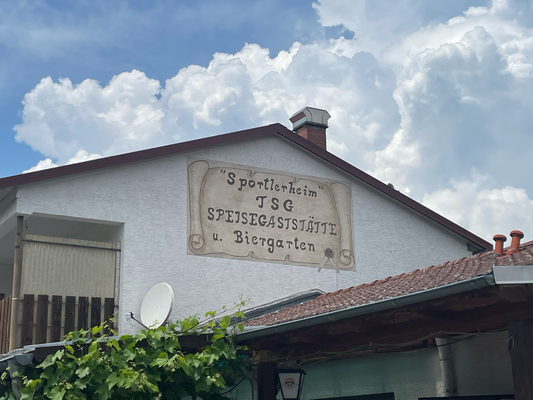 "Sportlerheim"
TSG
SPEISEGASTSTÄTTE
u. Biergarten